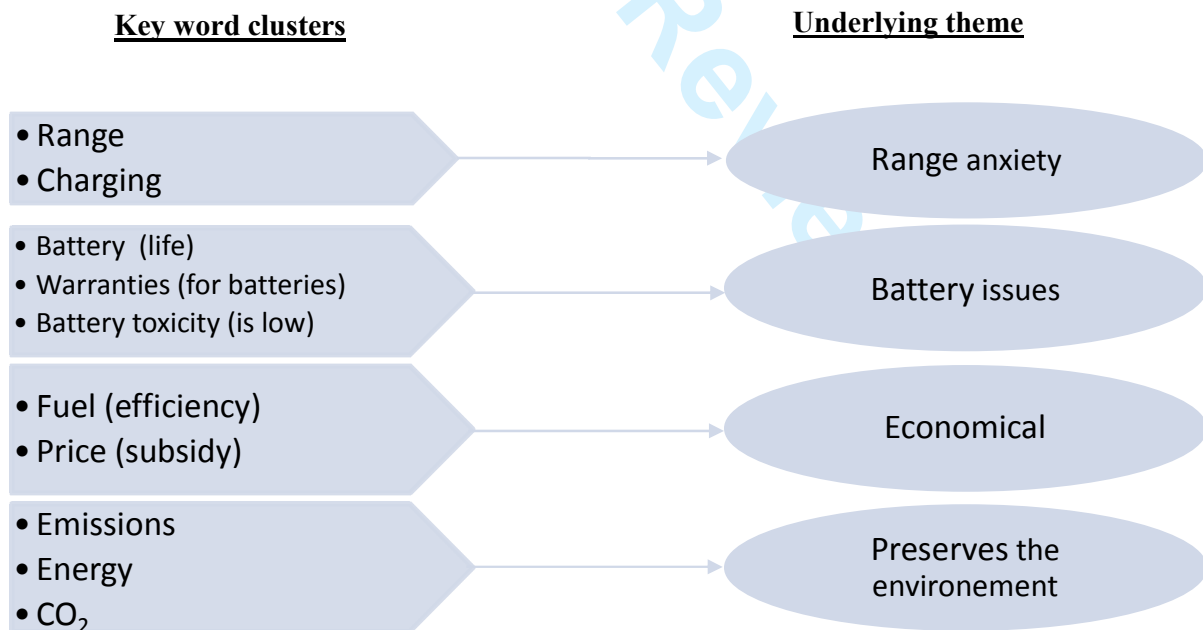 Key word clusters
Underlying theme
Revie
• Range
• Charging
Range anxiety
• Battery (life)
• Warranties (for batteries)
• Battery toxicity (is low)
Battery issues
• Fuel (efficiency)
• Price (subsidy)
Economical
• Emissions
• Energy
• CO₂
Preserves the
environement